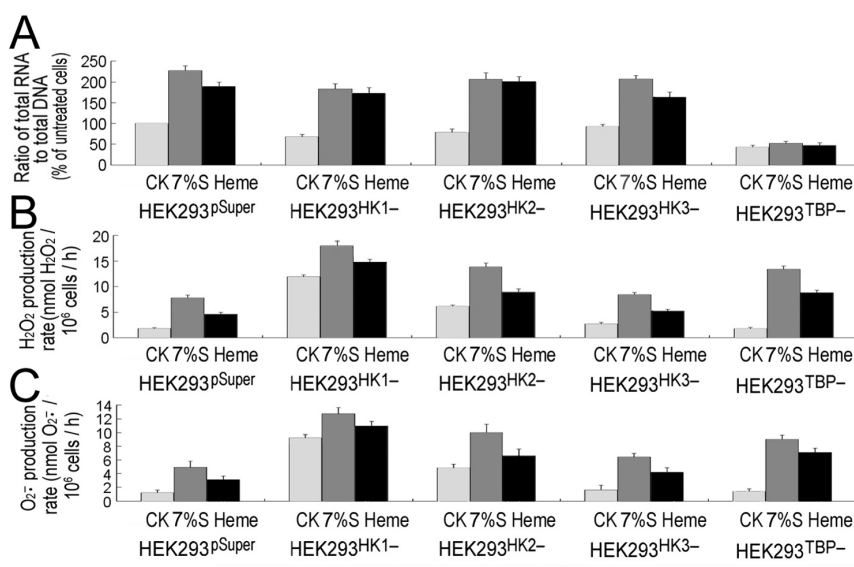 A
Ratio of total RNA
to total DNA
(% of untreated cells)
250
200
150
100
50
0
CK 7%S Heme CK 7%S Heme CK 7%S Heme CK 7%S Heme CK 7%S Heme
HEK293pSuper HEK293HK1– HEK293HK2– HEK293HK3– HEK293TBP–
B
H2O2 production
rate (nmol H2O2 /
10⁶ cells / h)
20
15
10
5
0
CK 7%S Heme CK 7%S Heme CK 7%S Heme CK 7%S Heme CK 7%S Heme
HEK293pSuper HEK293HK1– HEK293HK2– HEK293HK3– HEK293TBP–
C
O2·̄ production
rate (nmol O2·̄ /
10⁶ cells / h)
14
12
10
8
6
4
2
0
CK 7%S Heme CK 7%S Heme CK 7%S Heme CK 7%S Heme CK 7%S Heme
HEK293pSuper HEK293HK1– HEK293HK2– HEK293HK3– HEK293TBP–